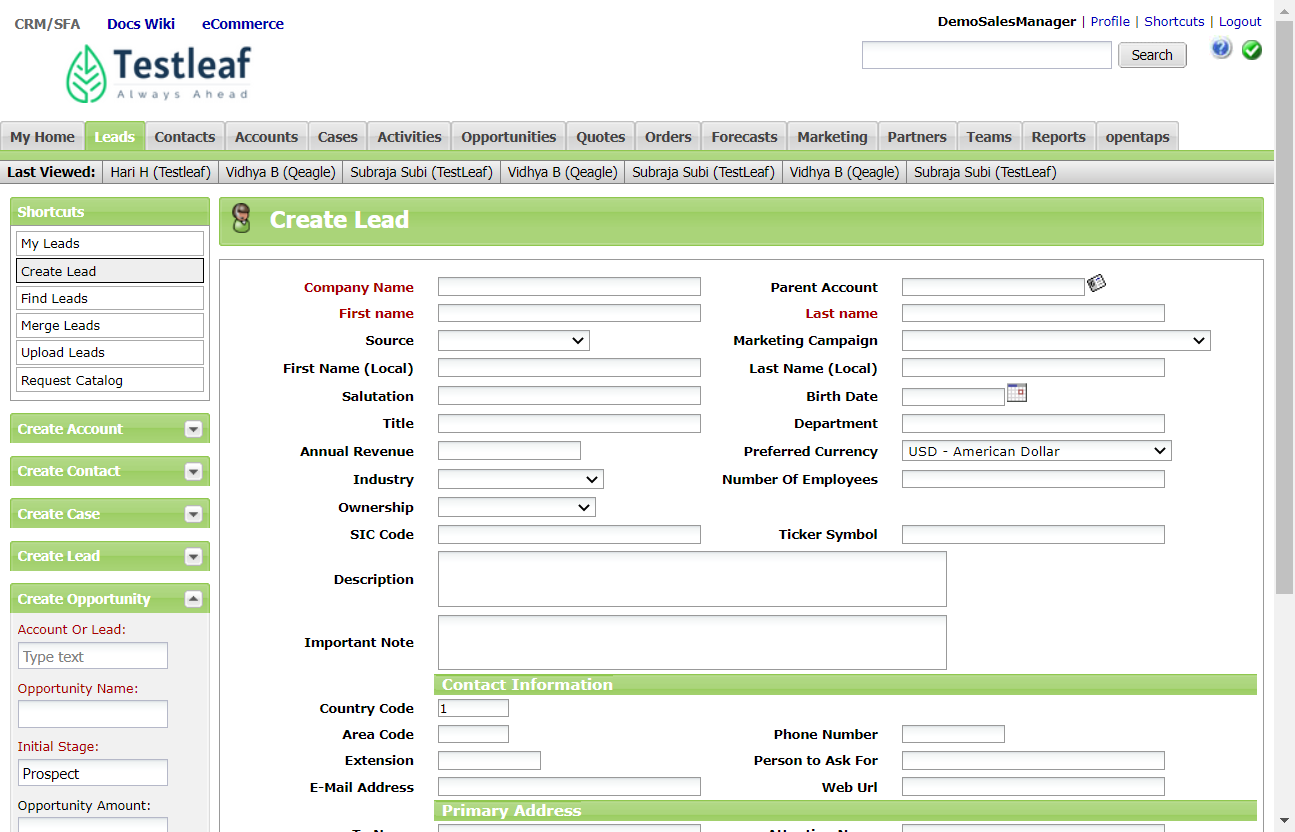 CRM/SFA Docs Wiki eCommerce
DemoSalesManager | Profile | Shortcuts | Logout
Testleaf
Always Ahead
Search
My Home Leads Contacts Accounts Cases Activities Opportunities Quotes Orders Forecasts Marketing Partners Teams Reports opentaps
Last Viewed: Hari H (Testleaf) Vidhya B (Qeagle) Subraja Subi (TestLeaf) Vidhya B (Qeagle) Subraja Subi (TestLeaf) Vidhya B (Qeagle) Subraja Subi (TestLeaf)
Shortcuts
My Leads
Create Lead
Find Leads
Merge Leads
Upload Leads
Request Catalog
Create Account
Create Contact
Create Case
Create Lead
Create Opportunity
Account Or Lead:
Type text
Opportunity Name:
Initial Stage:
Prospect
Opportunity Amount:
Create Lead
Company Name Parent Account
First name Last name
Source Marketing Campaign
First Name (Local) Last Name (Local)
Salutation Birth Date
Title Department
Annual Revenue Preferred Currency USD - American Dollar
Industry Number Of Employees
Ownership
SIC Code Ticker Symbol
Description
Important Note
Contact Information
Country Code 1
Area Code Phone Number
Extension Person to Ask For
E-Mail Address Web Url
Primary Address